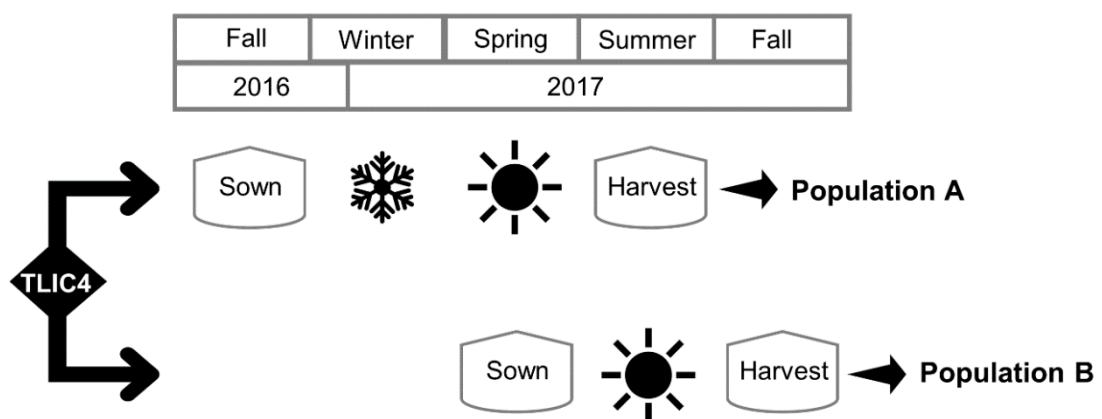 Fall Winter Spring Summer Fall
2016 2017
Sown Harvest Population A
TLIC4
Sown Harvest Population B